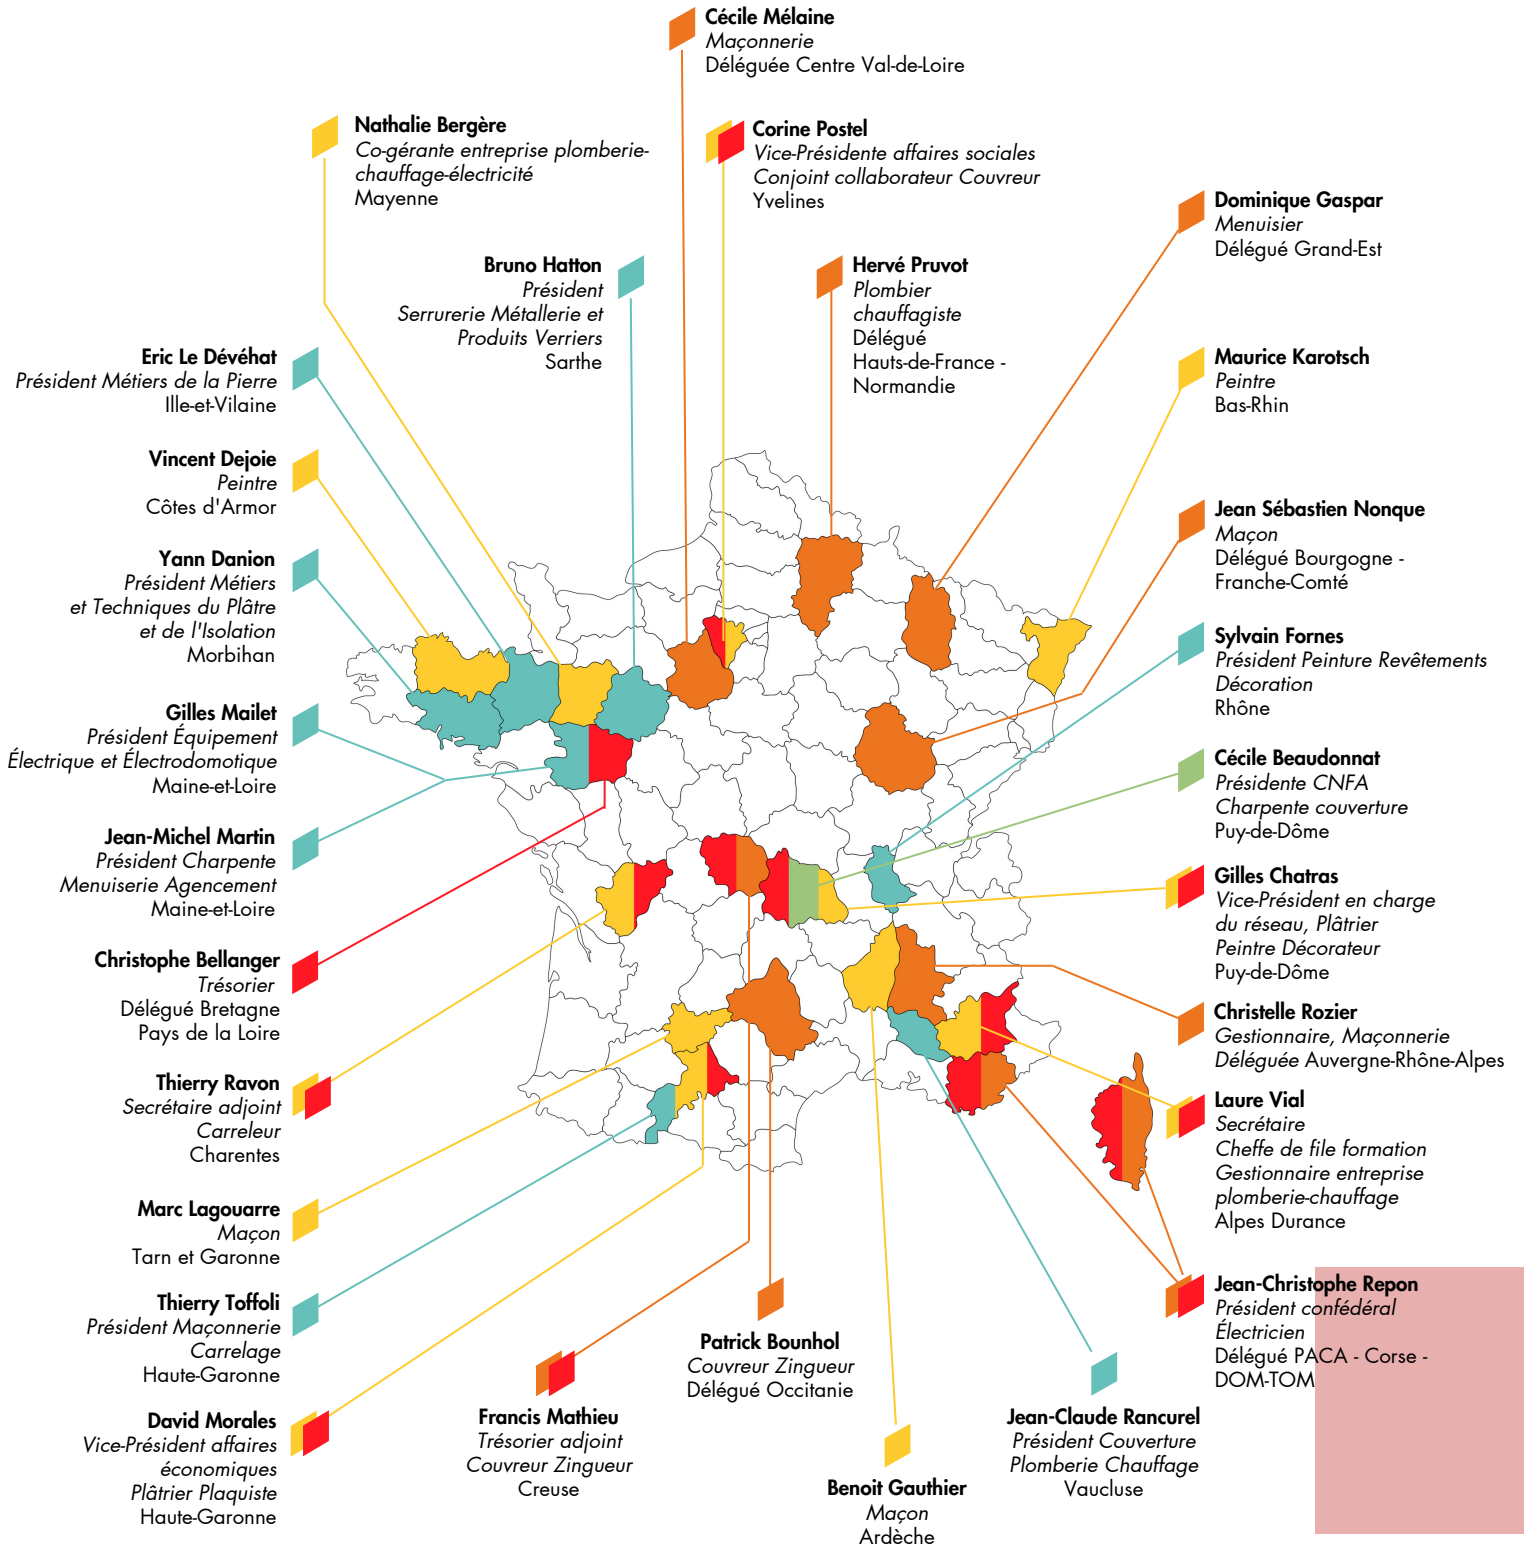 Cécile Mélaine
Maçonnerie
Déléguée Centre Val-de-Loire
Nathalie Bergère
Co-gérante entreprise plomberie-
chauffage-électricité
Mayenne
Corine Postel
Vice-Présidente affaires sociales
Conjoint collaborateur Couvreur
Yvelines
Dominique Gaspar
Menuisier
Délégué Grand-Est
Bruno Hatton
Président
Serrurerie Métallerie et
Produits Verriers
Sarthe
Hervé Pruvot
Plombier
chauffagiste
Délégué
Hauts-de-France -
Normandie
Eric Le Dévéhat
Président Métiers de la Pierre
Ille-et-Vilaine
Maurice Karotsch
Peintre
Bas-Rhin
Vincent Dejoie
Peintre
Côtes d'Armor
Jean Sébastien Nonque
Maçon
Délégué Bourgogne -
Franche-Comté
Yann Danion
Président Métiers
et Techniques du Plâtre
et de l'Isolation
Morbihan
Sylvain Fornes
Président Peinture Revêtements
Décoration
Rhône
Gilles Mailet
Président Équipement
Électrique et Électrodomotique
Maine-et-Loire
Cécile Beaudonnat
Présidente CNFA
Charpente couverture
Puy-de-Dôme
Jean-Michel Martin
Président Charpente
Menuiserie Agencement
Maine-et-Loire
Gilles Chatras
Vice-Président en charge
du réseau, Plâtrier
Peintre Décorateur
Puy-de-Dôme
Christophe Bellanger
Trésorier
Délégué Bretagne
Pays de la Loire
Christelle Rozier
Gestionnaire, Maçonnerie
Déléguée Auvergne-Rhône-Alpes
Thierry Ravon
Secrétaire adjoint
Carreleur
Charentes
Laure Vial
Secrétaire
Cheffe de file formation
Gestionnaire entreprise
plomberie-chauffage
Alpes Durance
Marc Lagouarre
Maçon
Tarn et Garonne
Jean-Christophe Repon
Président confédéral
Électricien
Délégué PACA - Corse -
DOM-TOM
Thierry Toffoli
Président Maçonnerie
Carrelage
Haute-Garonne
Patrick Bounhol
Couvreur Zingueur
Délégué Occitanie
David Morales
Vice-Président affaires
économiques
Plâtrier Plaquiste
Haute-Garonne
Francis Mathieu
Trésorier adjoint
Couvreur Zingueur
Creuse
Jean-Claude Rancurel
Président Couverture
Plomberie Chauffage
Vaucluse
Benoit Gauthier
Maçon
Ardèche